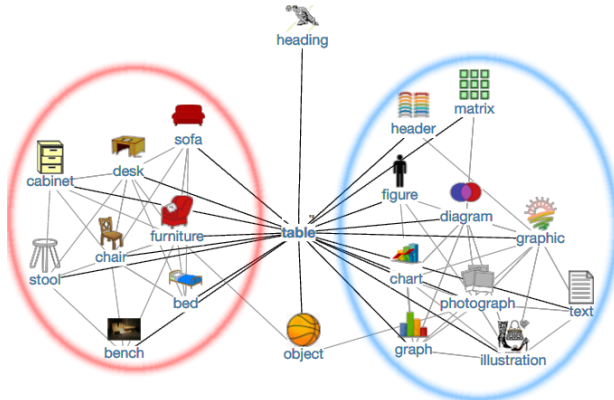 heading
sofa
matrix
header
desk
cabinet
figure
diagram
furniture
table
graphic
chair
stool
chart
bed
photograph
text
bench
object
graph
illustration